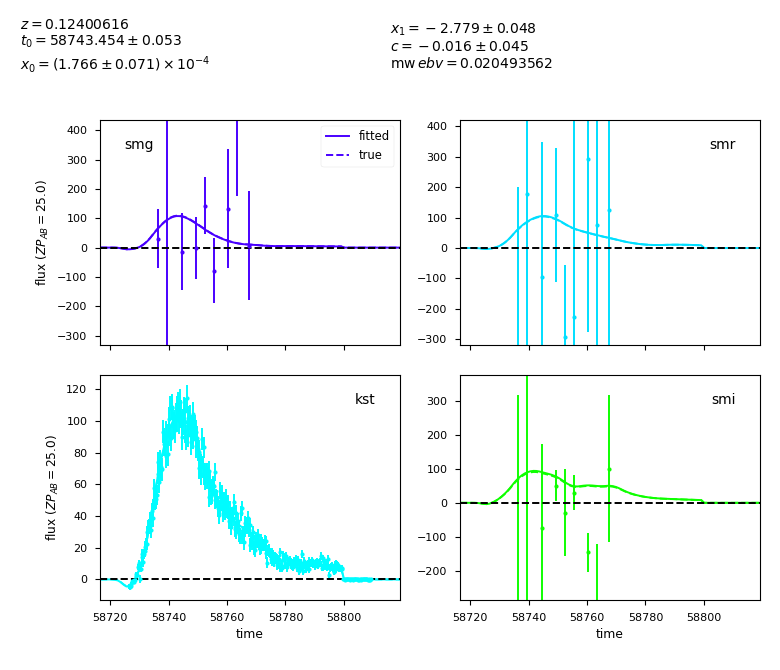 z = 0.12400616
t₀ = 58743.454 ± 0.053
x₀ = (1.766 ± 0.071) × 10⁻⁴
x₁ = −2.779 ± 0.048
c = −0.016 ± 0.045
mw ebv = 0.020493562
smg
fitted
true
400
300
200
100
0
−100
−200
−300
flux (ZP_AB = 25.0)
smr
400
300
200
100
0
−100
−200
−300
kst
120
100
80
60
40
20
0
flux (ZP_AB = 25.0)
58720 58740 58760 58780 58800
time
smi
300
200
100
0
−100
−200
58720 58740 58760 58780 58800
time